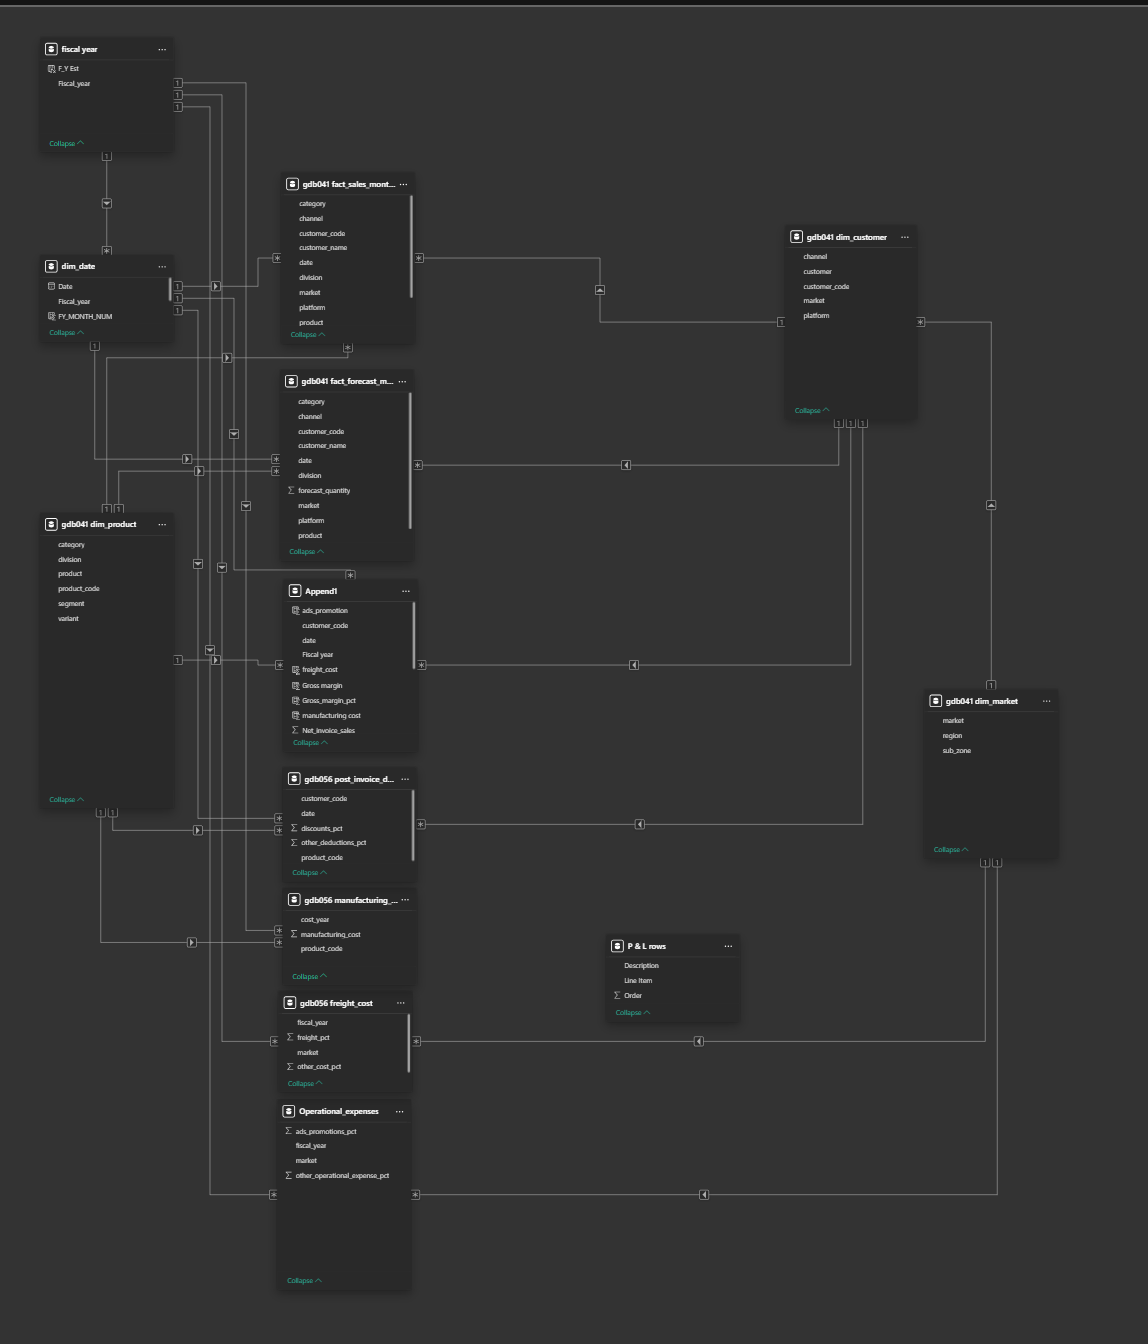 fiscal year ...
F_Y Est
Fiscal_year
Collapse
dim_date ...
Date
Fiscal_year
FY_MONTH_NUM
Collapse
gdb041 dim_product ...
category
division
product
product_code
segment
variant
Collapse
gdb041 fact_sales_mont... ...
category
channel
customer_code
customer_name
date
division
market
platform
product
Collapse
gdb041 fact_forecast_m... ...
category
channel
customer_code
customer_name
date
division
Σ forecast_quantity
market
platform
product
Collapse
Append1 ...
ads_promotion
customer_code
date
Fiscal year
freight_cost
Gross margin
Gross_margin_pct
manufacturing cost
Σ Net_invoice_sales
Collapse
gdb056 post_invoice_d... ...
customer_code
date
Σ discounts_pct
Σ other_deductions_pct
product_code
Collapse
gdb056 manufacturing_... ...
cost_year
Σ manufacturing_cost
product_code
Collapse
gdb056 freight_cost ...
fiscal_year
Σ freight_pct
market
Σ other_cost_pct
Collapse
Operational_expenses ...
Σ ads_promotions_pct
fiscal_year
market
Σ other_operational_expense_pct
Collapse
gdb041 dim_customer ...
channel
customer
customer_code
market
platform
Collapse
gdb041 dim_market ...
market
region
sub_zone
Collapse
P & L rows ...
Description
Line Item
Σ Order
Collapse